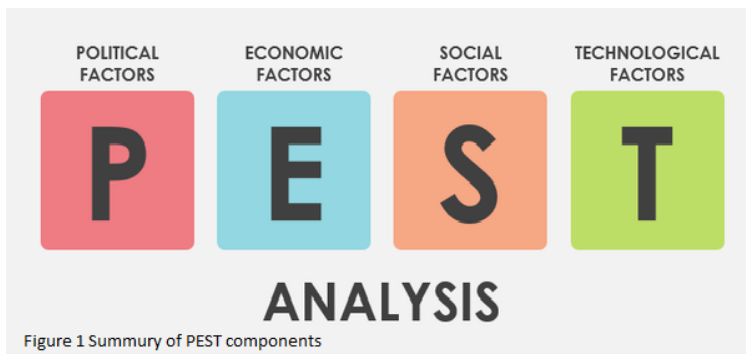 POLITICAL FACTORS
ECONOMIC FACTORS
SOCIAL FACTORS
TECHNOLOGICAL FACTORS
P E S T
ANALYSIS
Figure 1 Summury of PEST components